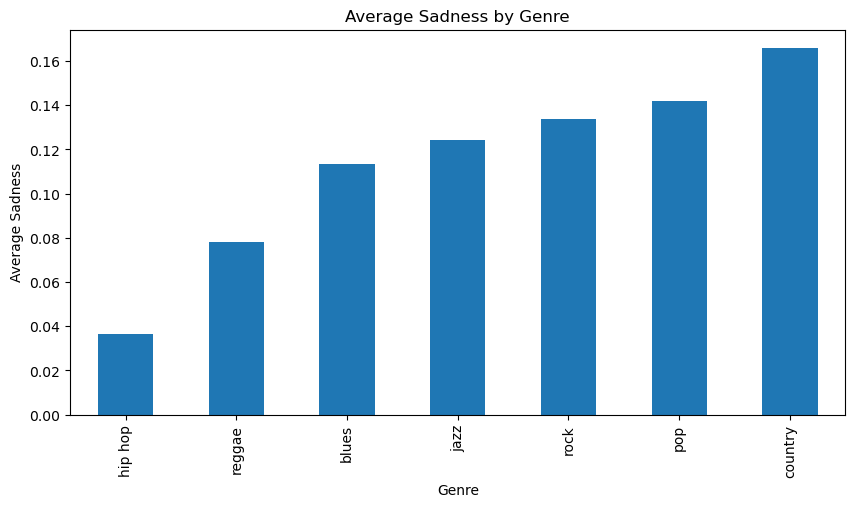 Average Sadness by Genre
Average Sadness
0.16
0.14
0.12
0.10
0.08
0.06
0.04
0.02
0.00
hip hop
reggae
blues
jazz
rock
pop
country
Genre